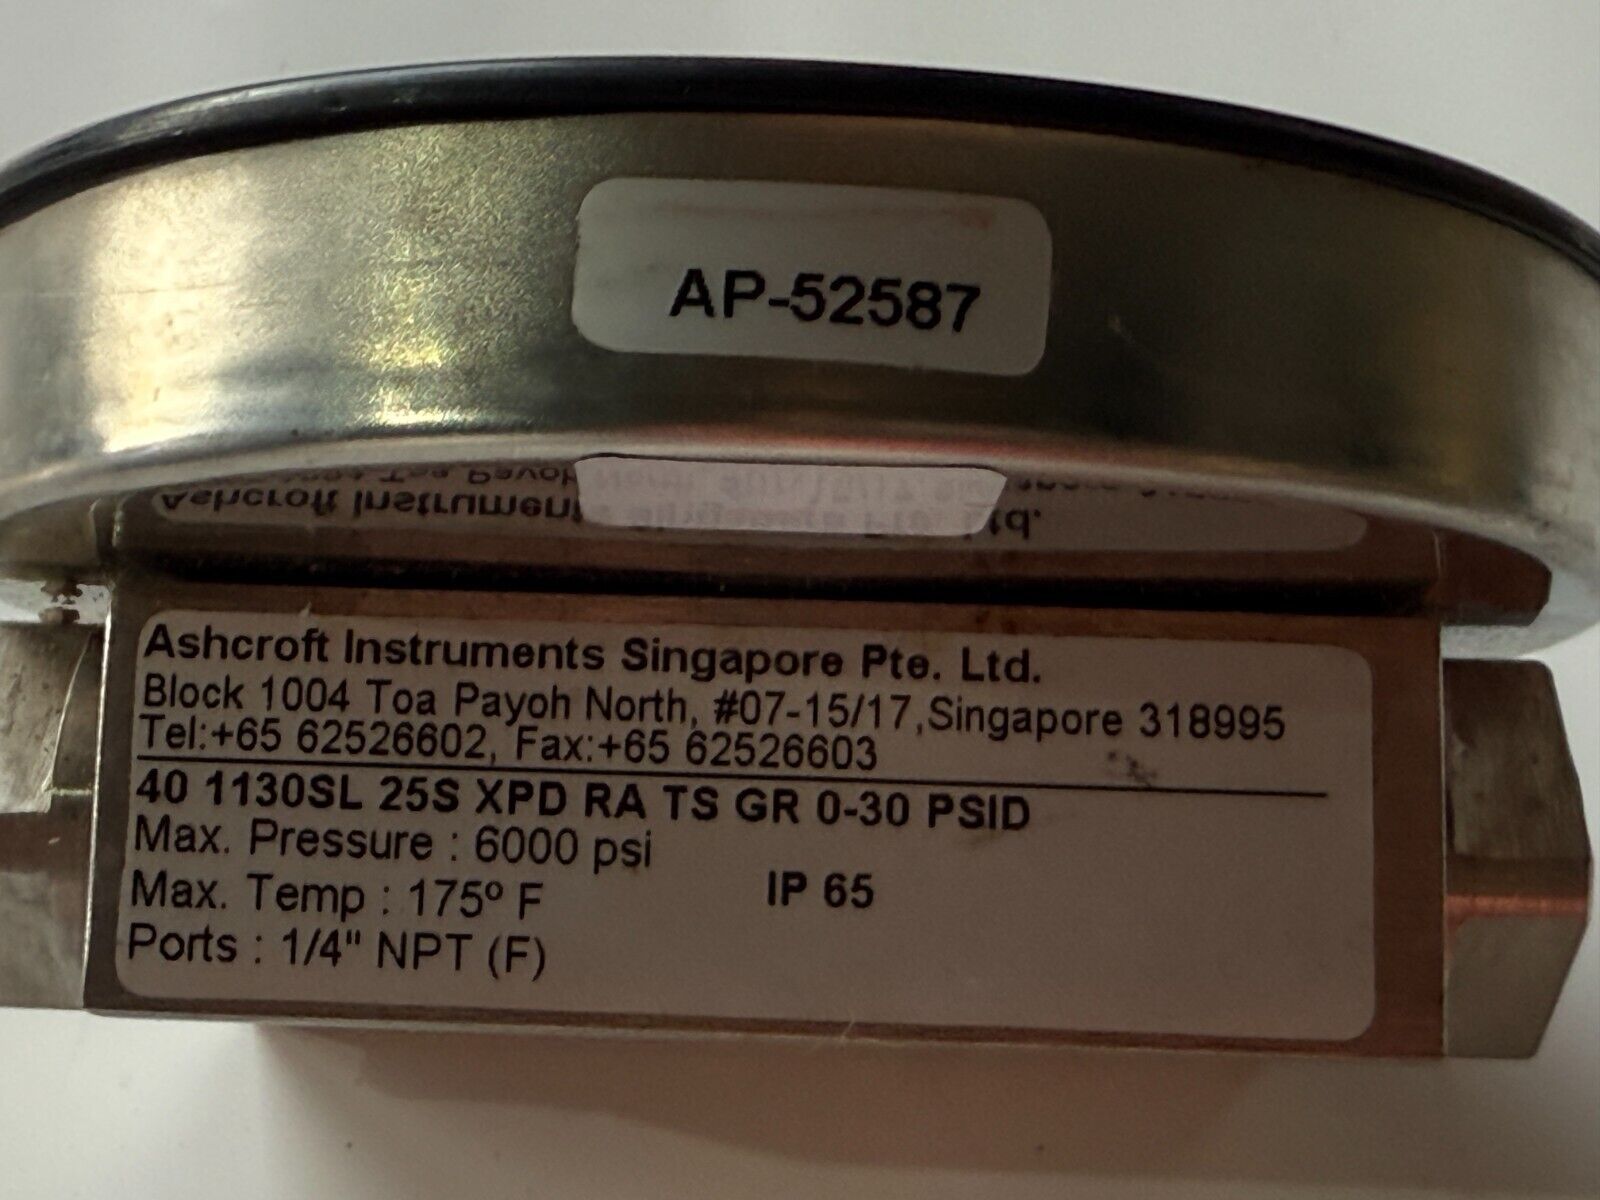 AP-52587
Ashcroft Instruments Singapore Pte. Ltd.
Block 1004 Toa Payoh North, #07-15/17,Singapore 318995
Tel:+65 62526602, Fax:+65 62526603
40 1130SL 25S XPD RA TS GR 0-30 PSID
Max. Pressure : 6000 psi
Max. Temp : 175º F
IP 65
Ports : 1/4" NPT (F)